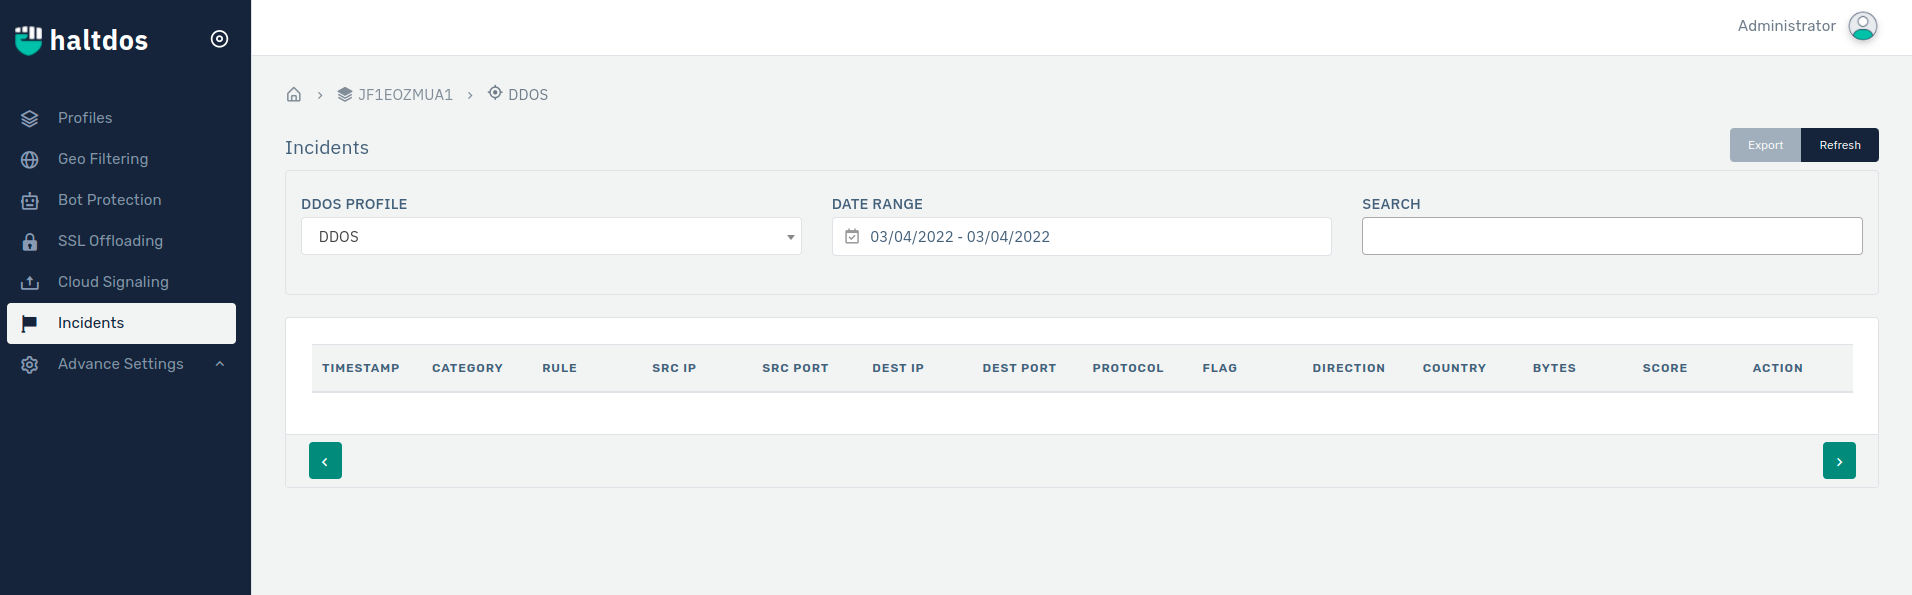 haltdos
Administrator
Profiles
Geo Filtering
Bot Protection
SSL Offloading
Cloud Signaling
Incidents
Advance Settings
JF1EOZMUA1 DDOS
Incidents
Export Refresh
DDOS PROFILE DATE RANGE SEARCH
DDOS 03/04/2022 - 03/04/2022
TIMESTAMP CATEGORY RULE SRC IP SRC PORT DEST IP DEST PORT PROTOCOL FLAG DIRECTION COUNTRY BYTES SCORE ACTION